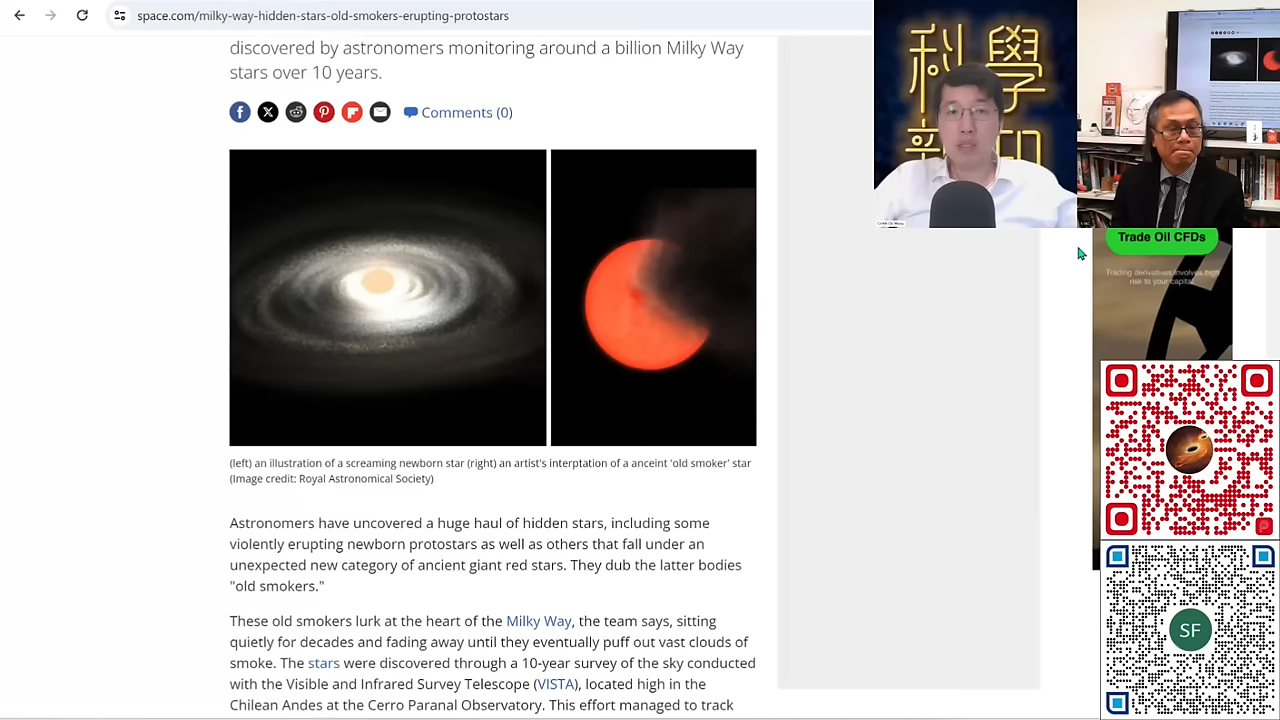 space.com/milky-way-hidden-stars-old-smokers-erupting-protostars
discovered by astronomers monitoring around a billion Milky Way
stars over 10 years.
Comments (0)
科學
Trade Oil CFDs
Trading derivatives involves high
risk to your capital.
(left) an illustration of a screaming newborn star (right) an artist's interptation of a anceint 'old smoker' star
(Image credit: Royal Astronomical Society)
Astronomers have uncovered a huge haul of hidden stars, including some
violently erupting newborn or protostars as well as others that fall under an
unexpected new category of ancient giant red stars. They dub the latter bodies
"old smokers."
These old smokers lurk at the heart of the Milky Way, the team says, sitting
quietly for decades and fading away before they eventually puff out vast clouds of
smoke. The stars were discovered through a 10-year survey of the sky conducted
with the Visible and Infrared Survey Telescope (VISTA), located high in the
Chilean Andes at the Cerro Paranal Observatory. This effort managed to track
SF